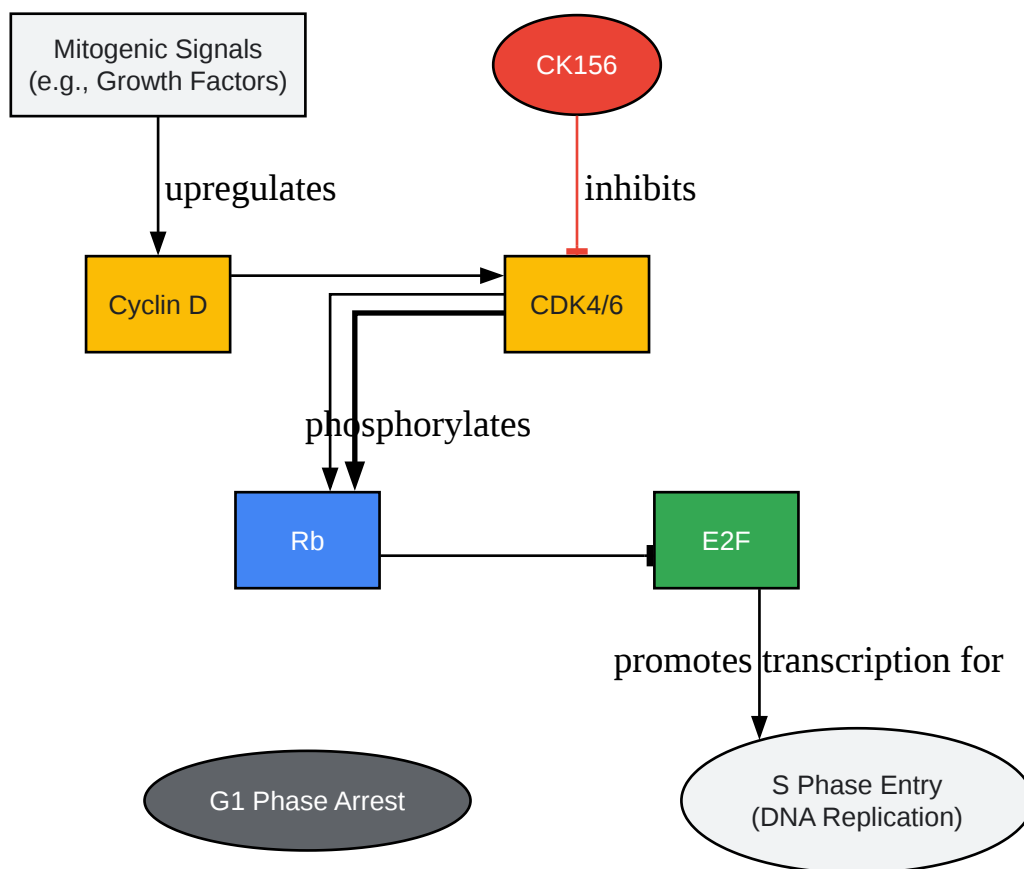 Mitogenic Signals
(e.g., Growth Factors)
CK156
upregulates
inhibits
Cyclin D
CDK4/6
phosphorylates
Rb
E2F
promotes transcription for
G1 Phase Arrest
S Phase Entry
(DNA Replication)